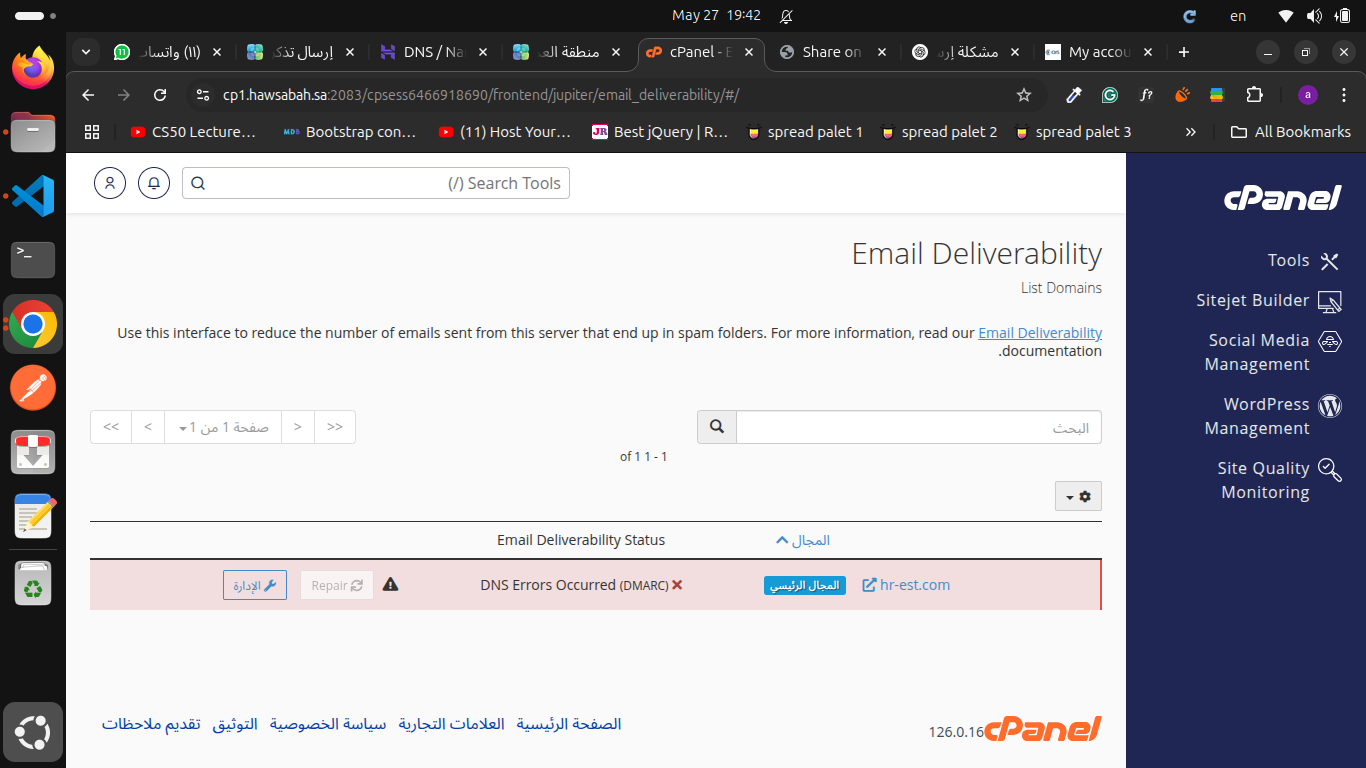 May 27 19:42
en
(11) واتساب
إرسال تذكر
DNS / Na
منطقة الع
cPanel - E
Share on
مشكلة إرس
My accou
cp1.hawsabah.sa:2083/cpsess6466918690/frontend/jupiter/email_deliverability/#/
a
CS50 Lecture...
Bootstrap con...
(11) Host Your...
JR Best jQuery | R...
spread palet 1
spread palet 2
spread palet 3
»
All Bookmarks
(/) Search Tools
cPanel
Tools
Sitejet Builder
Social Media
Management
WordPress
Management
Site Quality
Monitoring
Email Deliverability
List Domains
Use this interface to reduce the number of emails sent from this server that end up in spam folders. For more information, read our Email Deliverability
.documentation
<< < صفحة 1 من 1 > >>
البحث
of 1 1 - 1
Email Deliverability Status
المجال
الإدارة
Repair
DNS Errors Occurred (DMARC)
المجال الرئيسي
hr-est.com
الصفحة الرئيسية العلامات التجارية سياسة الخصوصية التوثيق تقديم ملاحظات
126.0.16 cPanel